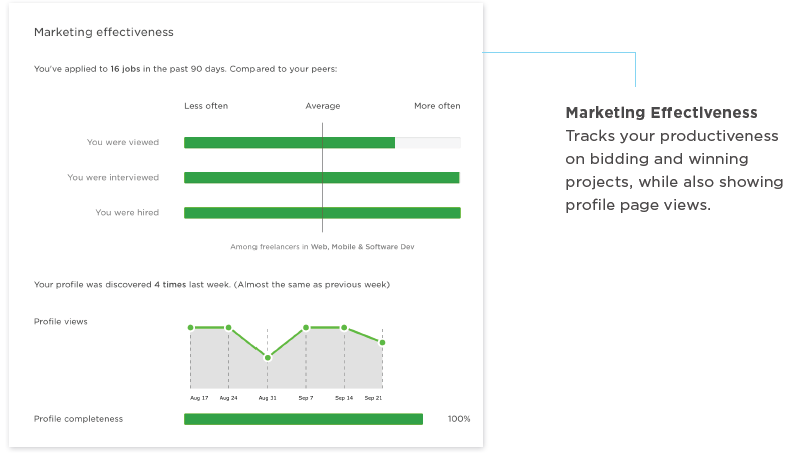 Marketing effectiveness
You've applied to 16 jobs in the past 90 days. Compared to your peers:
Less often Average More often
You were viewed
You were interviewed
You were hired
Among freelancers in Web, Mobile & Software Dev
Your profile was discovered 4 times last week. (Almost the same as previous week)
Profile views
Aug 17 Aug 24 Aug 31 Sep 7 Sep 14 Sep 21
Profile completeness 100%
Marketing Effectiveness
Tracks your productiveness
on bidding and winning
projects, while also showing
profile page views.